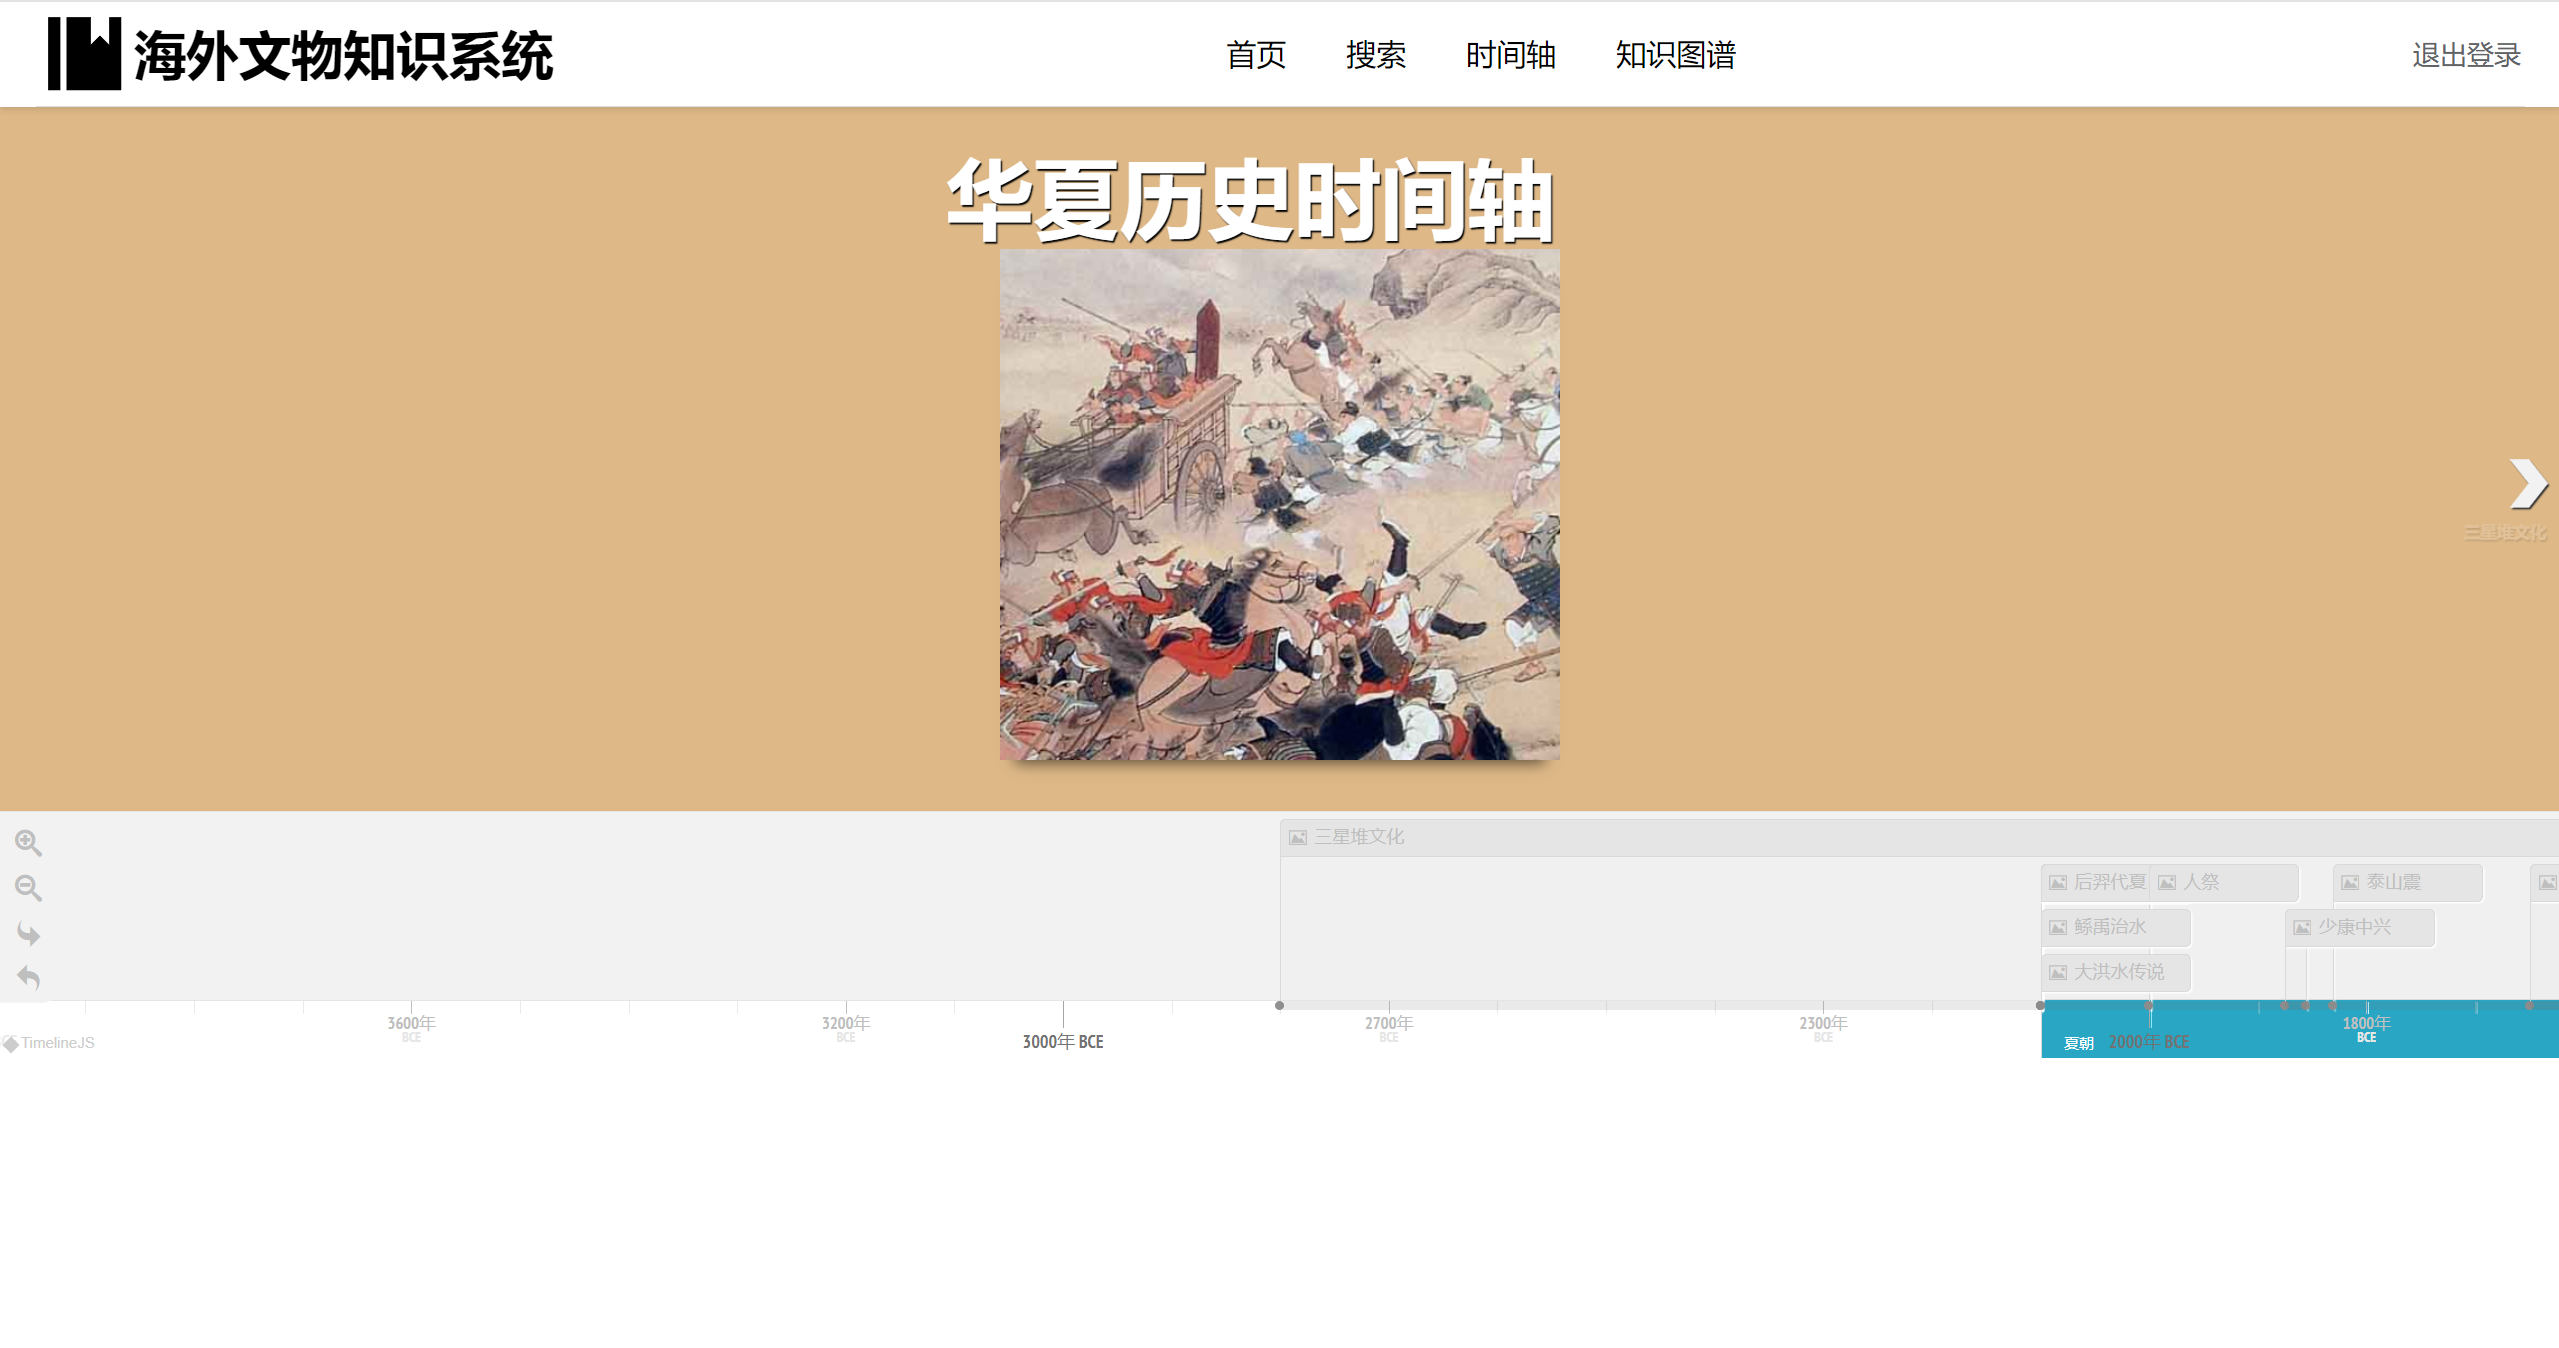 海外文物知识系统
首页
搜索
时间轴
知识图谱
退出登录
华夏历史时间轴
三星堆文化
三星堆文化
后羿代夏
人祭
泰山震
鲧禹治水
少康中兴
大洪水传说
3600年
BCE
3200年
BCE
3000年 BCE
2700年
BCE
2300年
BCE
夏朝
2000年 BCE
1800年
BCE
TimelineJS